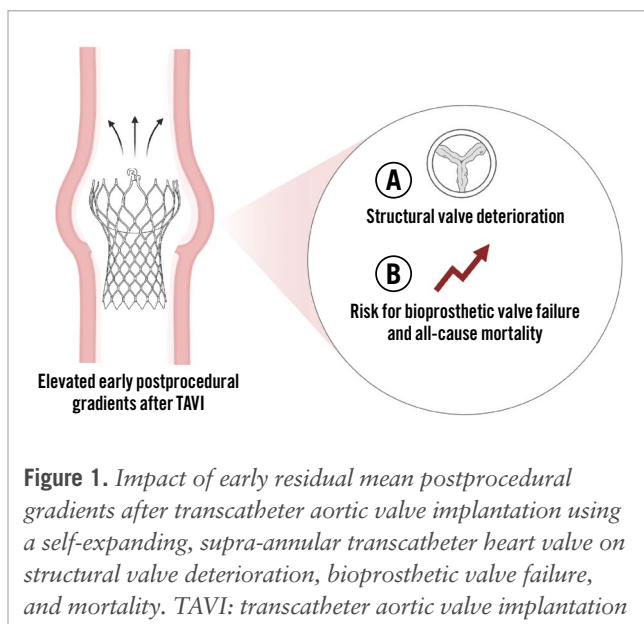 A
Structural valve deterioration
B
Risk for bioprosthetic valve failure
and all-cause mortality
Elevated early postprocedural
gradients after TAVI
Figure 1. Impact of early residual mean postprocedural
gradients after transcatheter aortic valve implantation using
a self-expanding, supra-annular transcatheter heart valve on
structural valve deterioration, bioprosthetic valve failure,
and mortality. TAVI: transcatheter aortic valve implantation